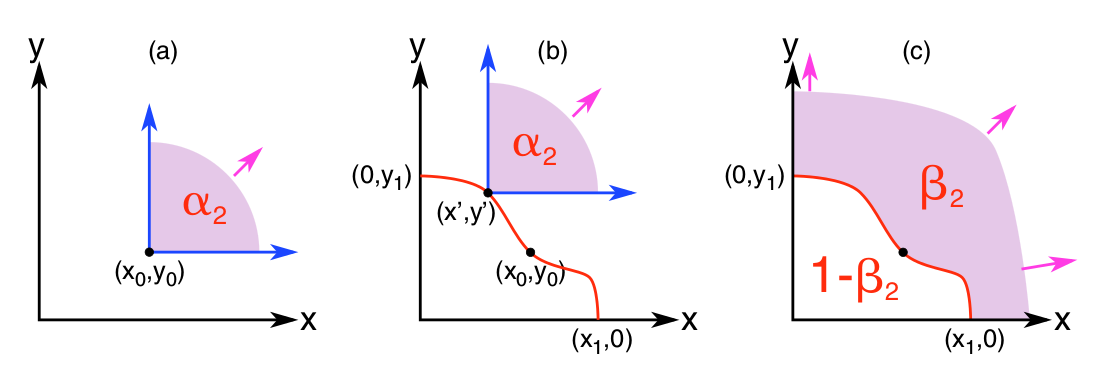 (a)
y
α₂
(x₀,y₀)
x
(b)
y
α₂
(0,y₁)
(x',y')
(x₀,y₀)
x
(x₁,0)
(c)
y
(0,y₁)
β₂
1-β₂
x
(x₁,0)